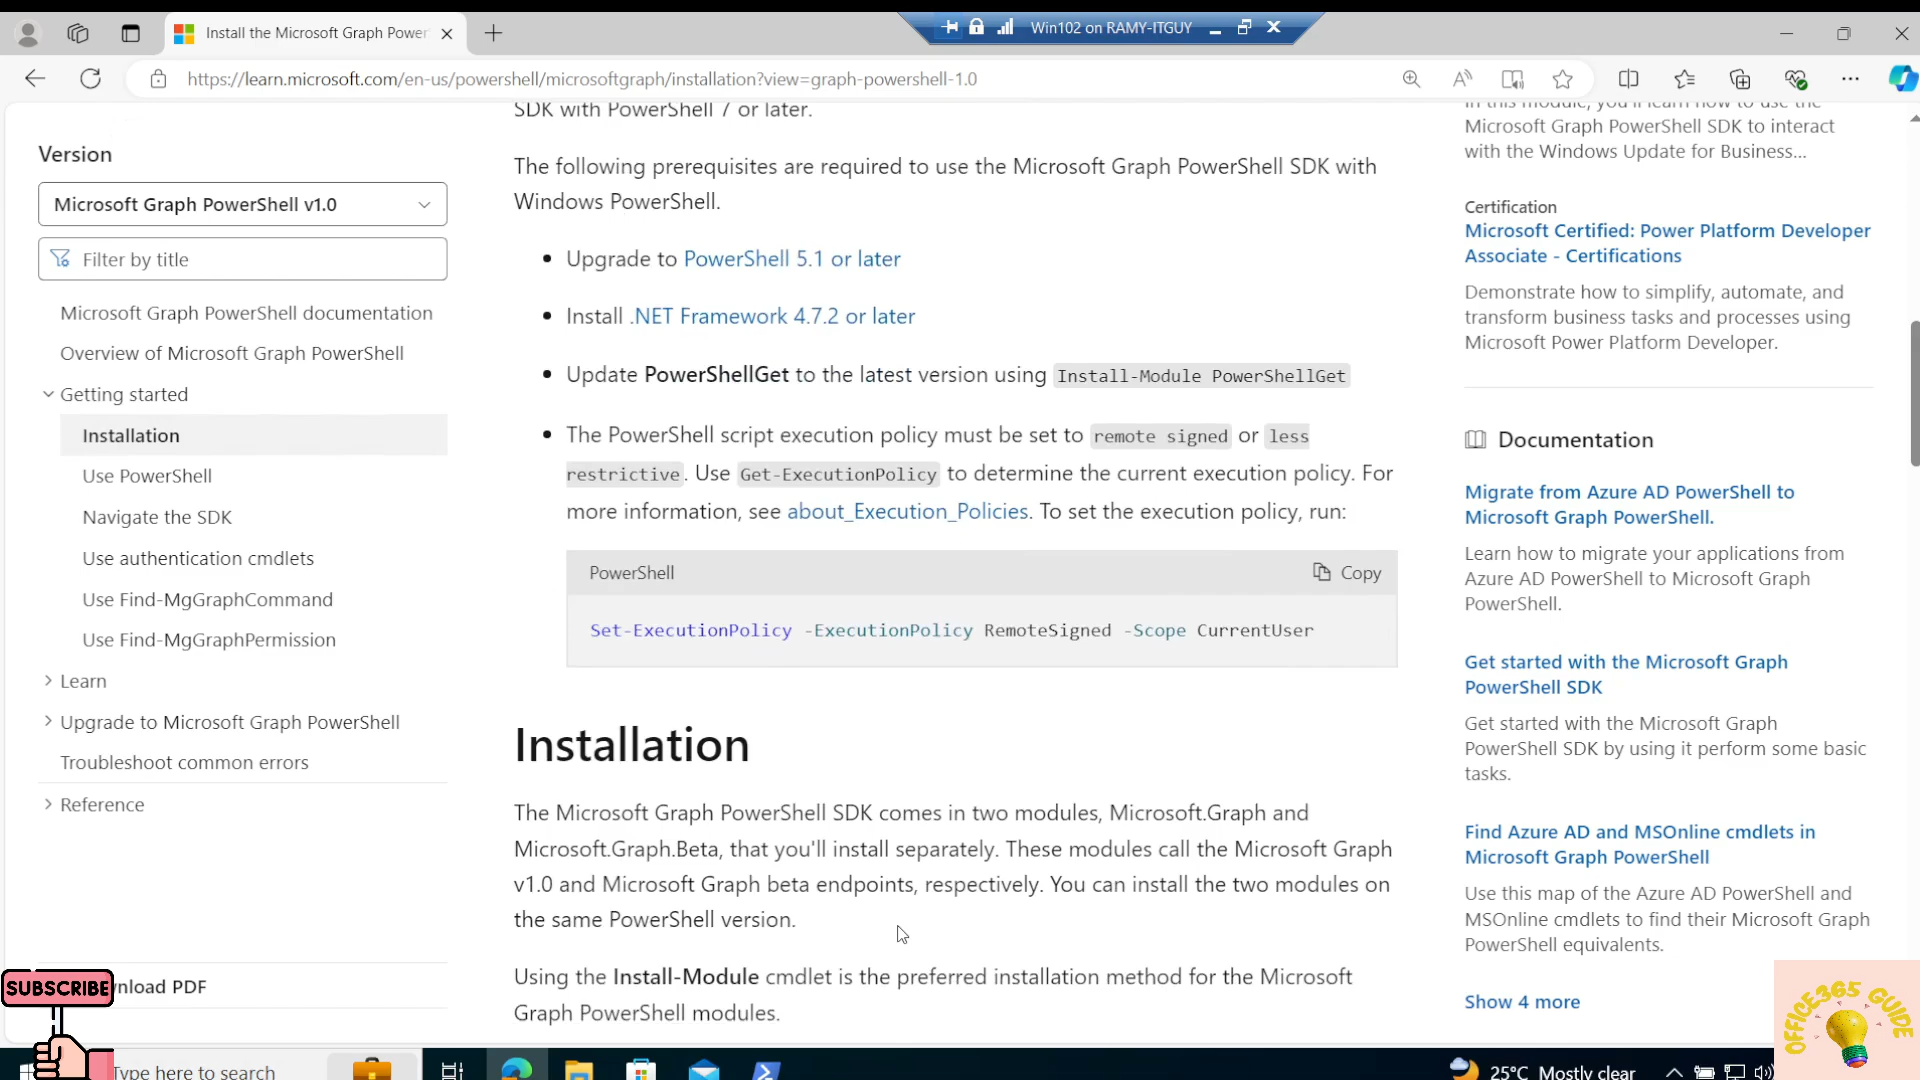 Install the Microsoft Graph Power
Win102 on RAMY-ITGUY
https://learn.microsoft.com/en-us/powershell/microsoftgraph/installation?view=graph-powershell-1.0
Version
Microsoft Graph PowerShell v1.0
Filter by title
Microsoft Graph PowerShell documentation
Overview of Microsoft Graph PowerShell
Getting started
Installation
Use PowerShell
Navigate the SDK
Use authentication cmdlets
Use Find-MgGraphCommand
Use Find-MgGraphPermission
Learn
Upgrade to Microsoft Graph PowerShell
Troubleshoot common errors
Reference
wnload PDF
SDK with PowerShell 7 or later.
The following prerequisites are required to use the Microsoft Graph PowerShell SDK with
Windows PowerShell.
• Upgrade to PowerShell 5.1 or later
• Install .NET Framework 4.7.2 or later
• Update PowerShellGet to the latest version using Install-Module PowerShellGet
• The PowerShell script execution policy must be set to remote signed or less
restrictive. Use Get-ExecutionPolicy to determine the current execution policy. For
more information, see about_Execution_Policies. To set the execution policy, run:
PowerShell
Copy
Set-ExecutionPolicy -ExecutionPolicy RemoteSigned -Scope CurrentUser
Installation
The Microsoft Graph PowerShell SDK comes in two modules, Microsoft.Graph and
Microsoft.Graph.Beta, that you'll install separately. These modules call the Microsoft Graph
v1.0 and Microsoft Graph beta endpoints, respectively. You can install the two modules on
the same PowerShell version.
Using the Install-Module cmdlet is the preferred installation method for the Microsoft
Graph PowerShell modules.
In this module, you'll learn how to use the
Microsoft Graph PowerShell SDK to interact
with the Windows Update for Business...
Certification
Microsoft Certified: Power Platform Developer
Associate - Certifications
Demonstrate how to simplify, automate, and
transform business tasks and processes using
Microsoft Power Platform Developer.
Documentation
Migrate from Azure AD PowerShell to
Microsoft Graph PowerShell.
Learn how to migrate your applications from
Azure AD PowerShell to Microsoft Graph
PowerShell.
Get started with the Microsoft Graph
PowerShell SDK
Get started with the Microsoft Graph
PowerShell SDK by using it perform some basic
tasks.
Find Azure AD and MSOnline cmdlets in
Microsoft Graph PowerShell
Use this map of the Azure AD PowerShell and
MSOnline cmdlets to find their Microsoft Graph
PowerShell equivalents.
Show 4 more
SUBSCRIBE
OFFICE365 GUIDE
Type here to search
25°C Mostly clear